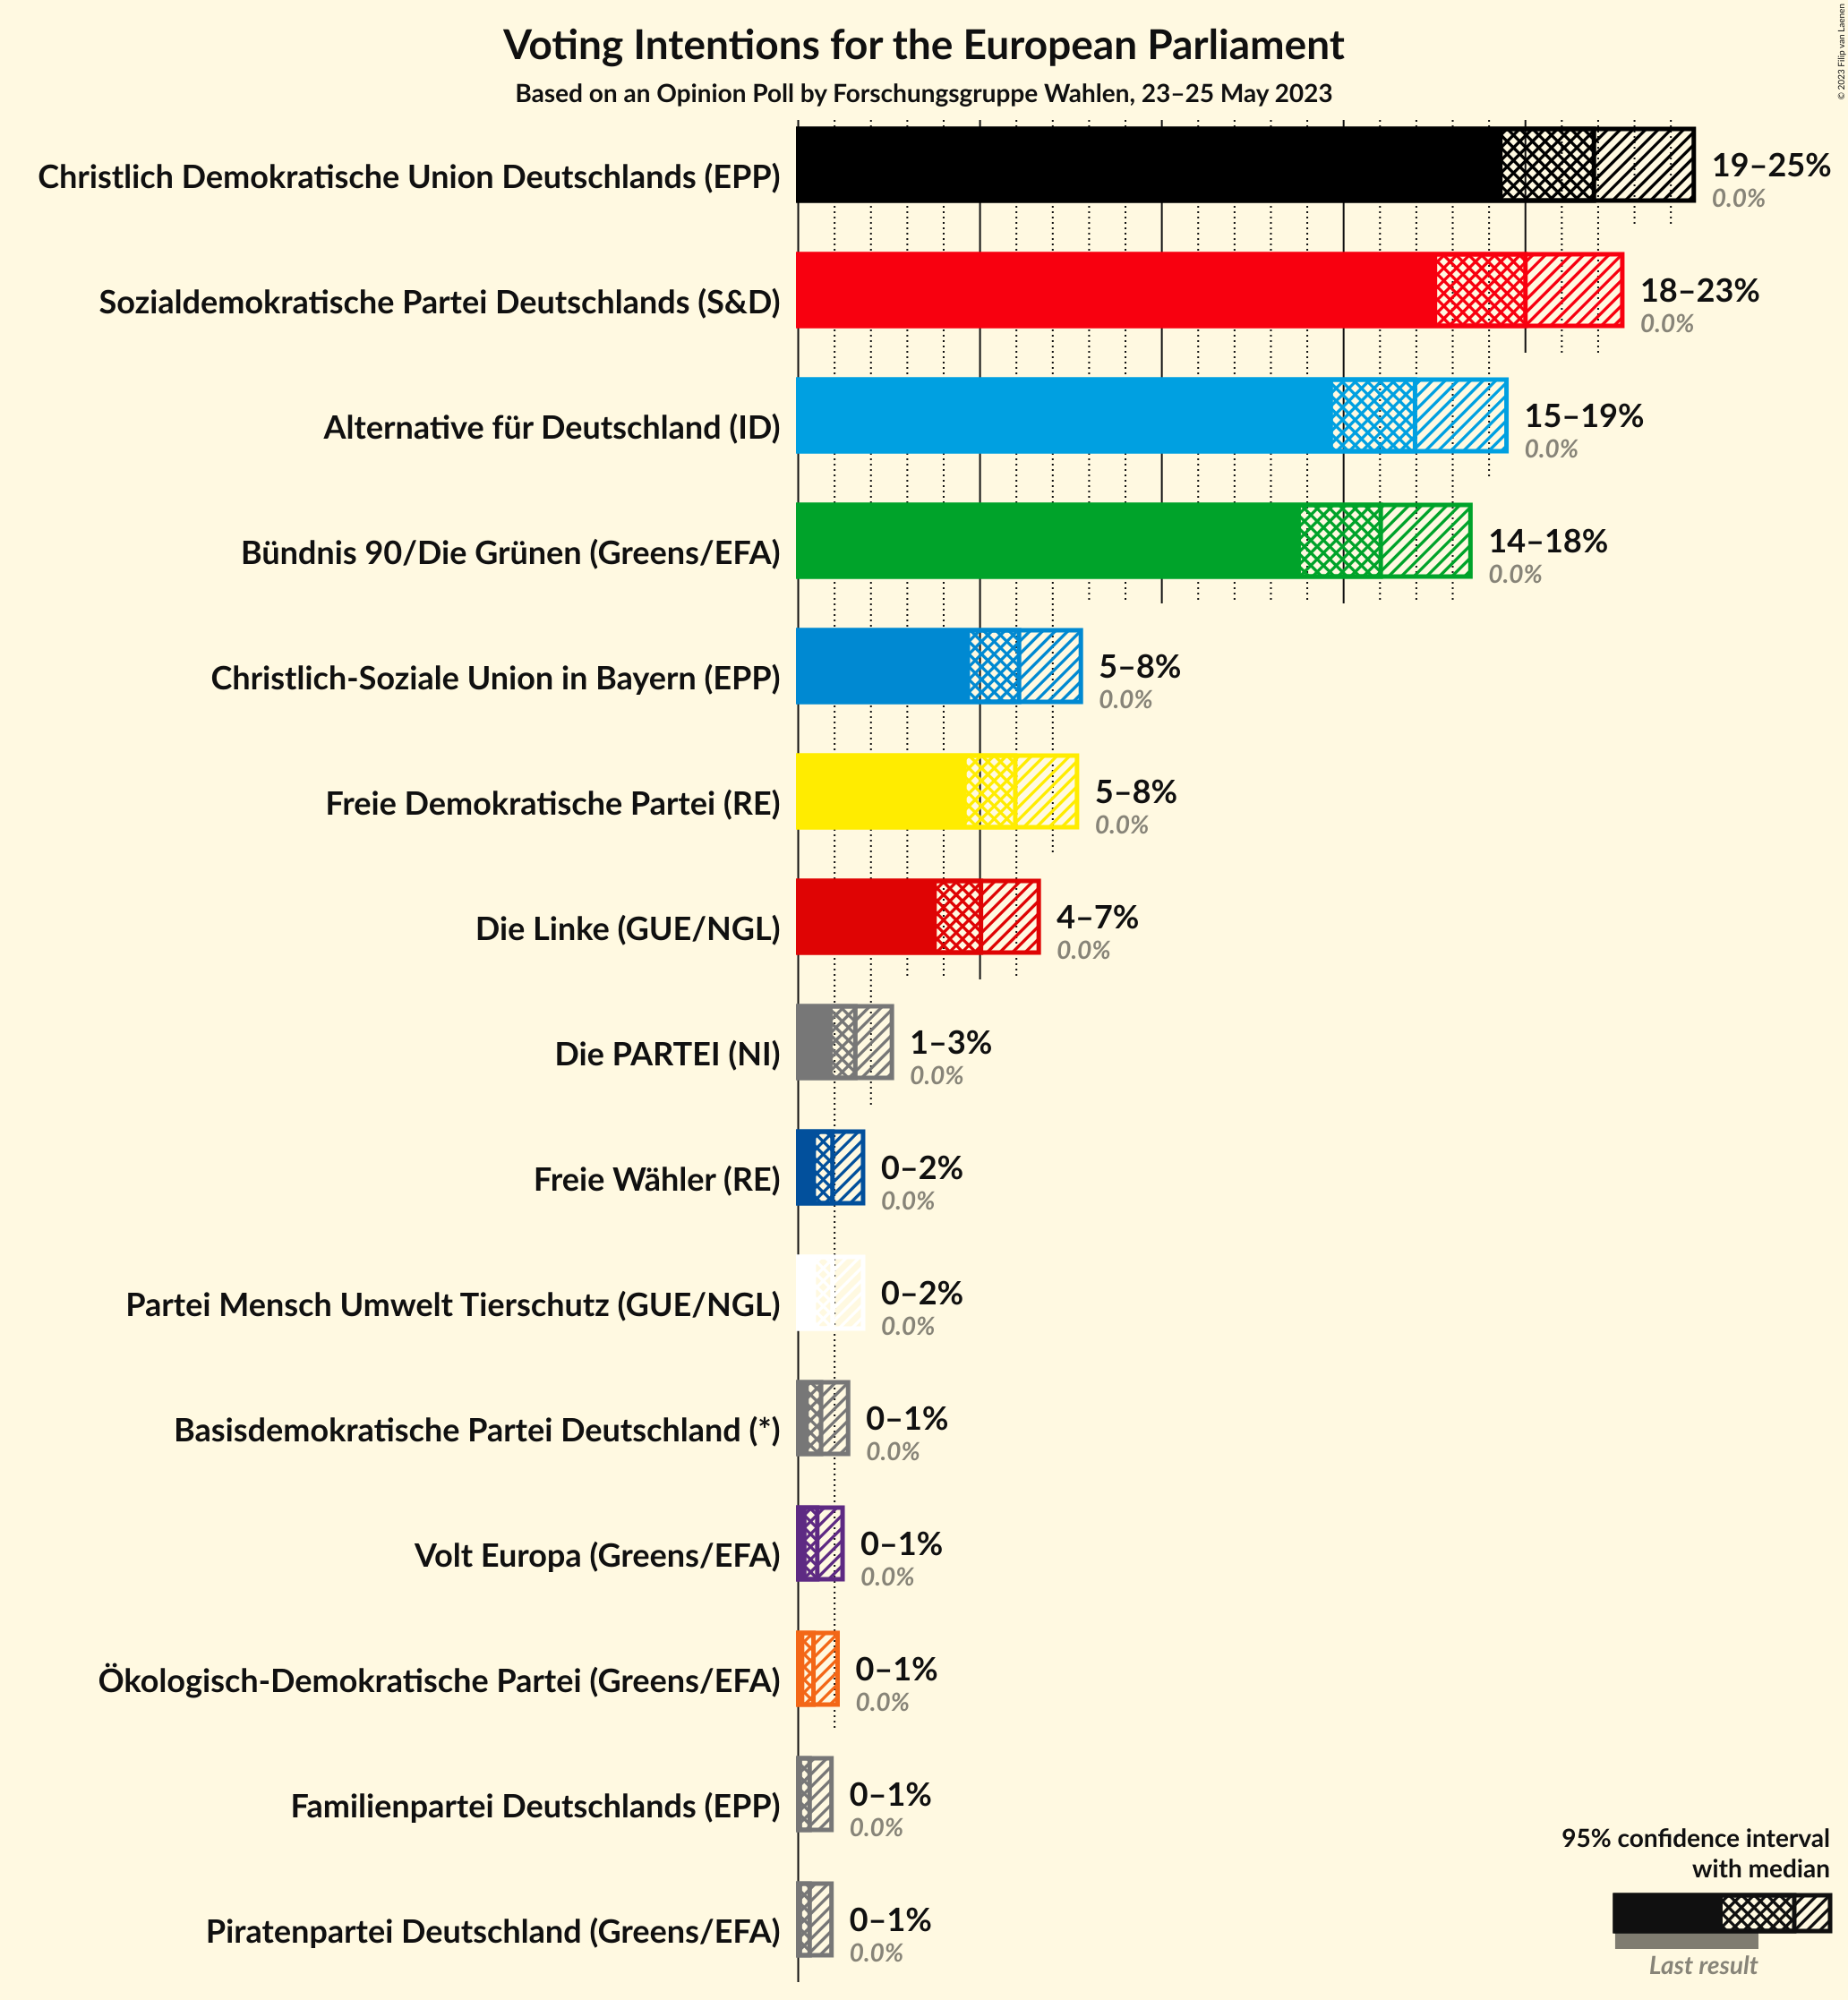 Voting Intentions for the European Parliament
Based on an Opinion Poll by Forschungsgruppe Wahlen, 23–25 May 2023
© 2023 Filip van Laenen
Christlich Demokratische Union Deutschlands (EPP)
19–25%
0.0%
Sozialdemokratische Partei Deutschlands (S&D)
18–23%
0.0%
Alternative für Deutschland (ID)
15–19%
0.0%
Bündnis 90/Die Grünen (Greens/EFA)
14–18%
0.0%
Christlich-Soziale Union in Bayern (EPP)
5–8%
0.0%
Freie Demokratische Partei (RE)
5–8%
0.0%
Die Linke (GUE/NGL)
4–7%
0.0%
Die PARTEI (NI)
1–3%
0.0%
Freie Wähler (RE)
0–2%
0.0%
Partei Mensch Umwelt Tierschutz (GUE/NGL)
0–2%
0.0%
Basisdemokratische Partei Deutschland (*)
0–1%
0.0%
Volt Europa (Greens/EFA)
0–1%
0.0%
Ökologisch-Demokratische Partei (Greens/EFA)
0–1%
0.0%
Familienpartei Deutschlands (EPP)
0–1%
0.0%
Piratenpartei Deutschland (Greens/EFA)
0–1%
0.0%
95% confidence interval
with median
Last result